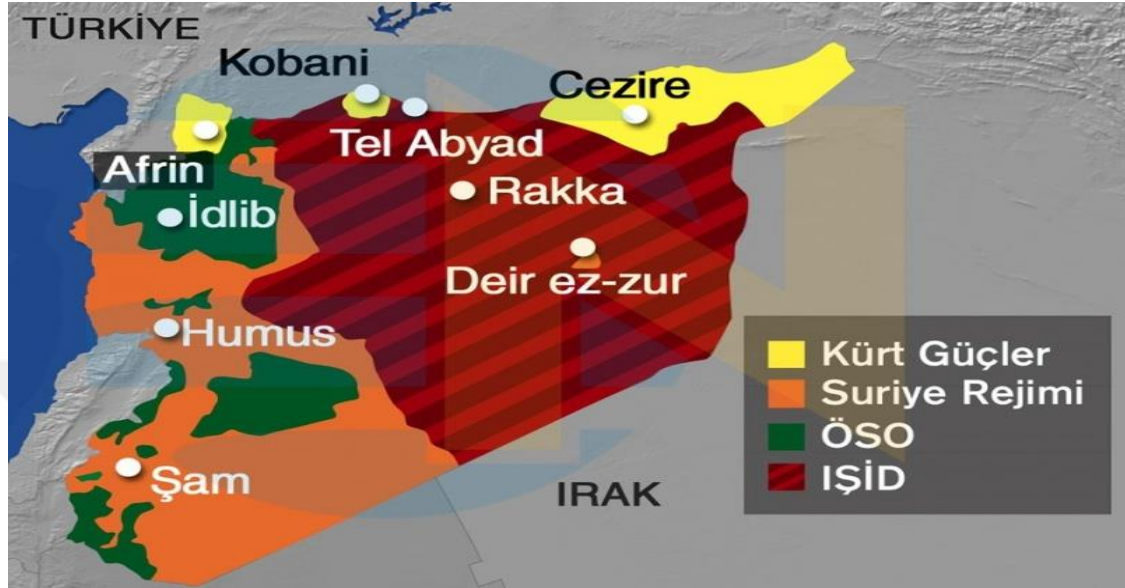 TÜRKİYE
Kobani
Cezire
Tel Abyad
Afrin
Rakka
İdlib
Deir ez-zur
Humus
Şam
IRAK
Kürt Güçler
Suriye Rejimi
ÖSO
IŞİD